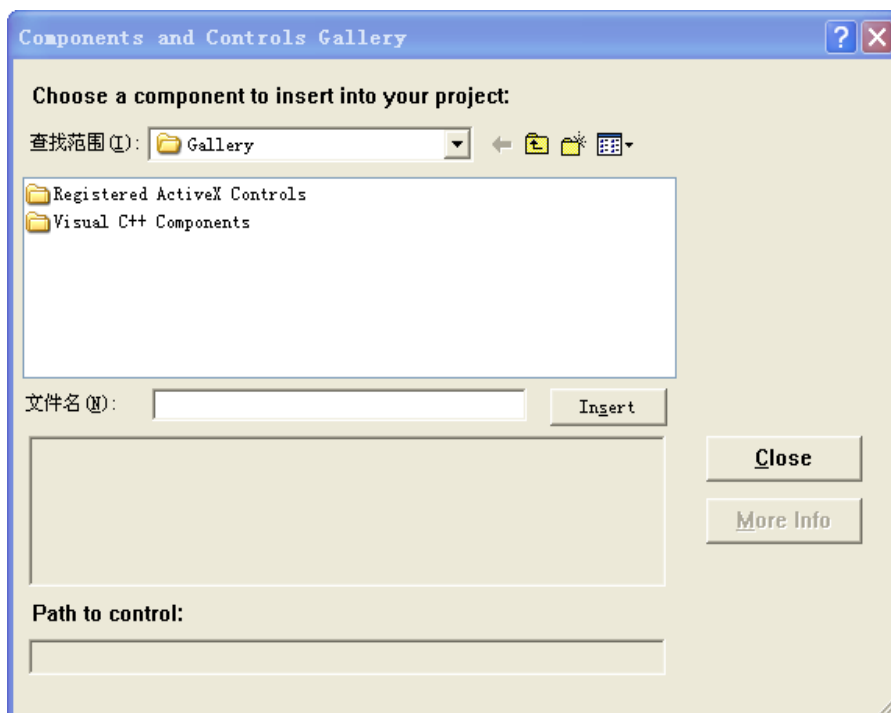 Components and Controls Gallery
Choose a component to insert into your project:
查找范围(I): Gallery
Registered ActiveX Controls
Visual C++ Components
文件名(N): Insert
Close
More Info
Path to control: